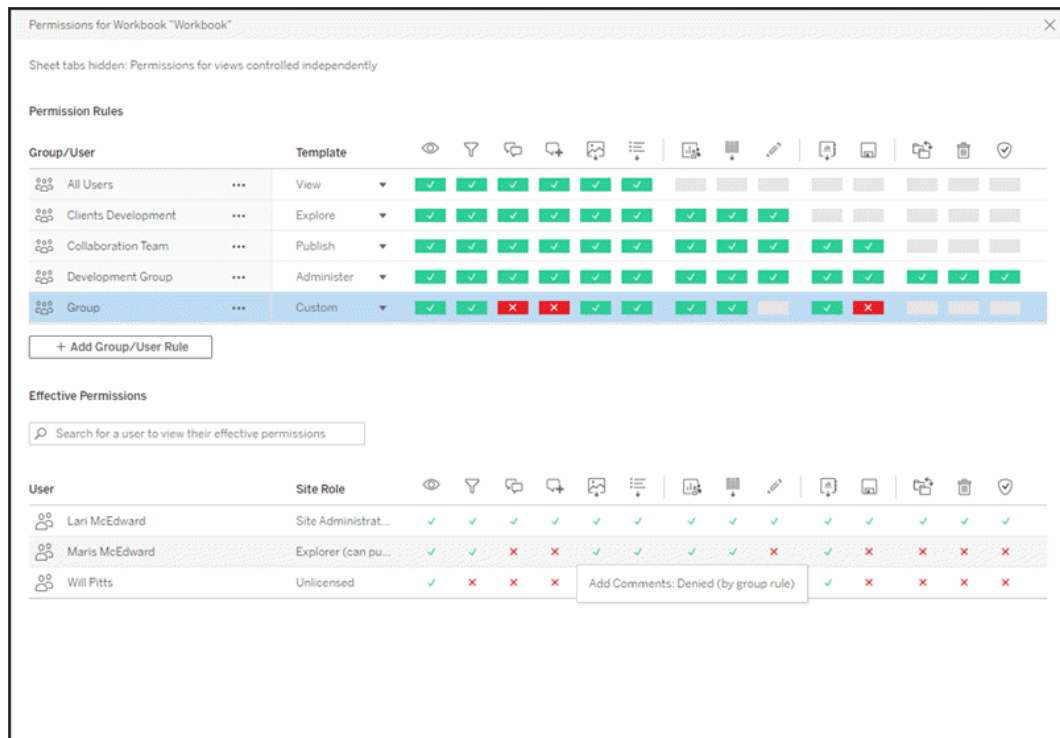 Permissions for Workbook "Workbook"
Sheet tabs hidden: Permissions for views controlled independently
Permission Rules
Group/User Template
All Users ... View
Clients Development ... Explore
Collaboration Team ... Publish
Development Group ... Administer
Group ... Custom
+ Add Group/User Rule
Effective Permissions
Search for a user to view their effective permissions
User Site Role
Lari McEdward Site Administrat...
Maris McEdward Explorer (can pu...
Will Pitts Unlicensed
Add Comments: Denied (by group rule)